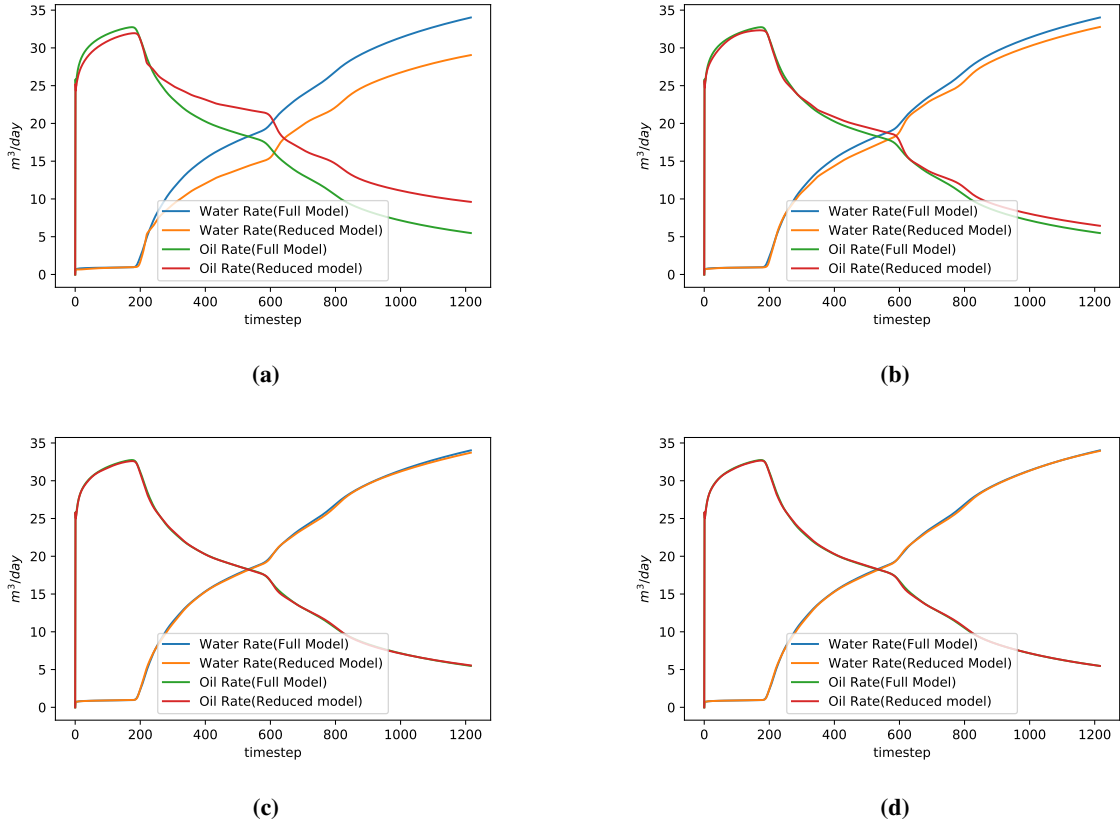 35
30
25
20
15
10
5
0
m³/day
Water Rate(Full Model)
Water Rate(Reduced Model)
Oil Rate(Full Model)
Oil Rate(Reduced model)
0 200 400 600 800 1000 1200
timestep
(a)
35
30
25
20
15
10
5
0
m³/day
Water Rate(Full Model)
Water Rate(Reduced Model)
Oil Rate(Full Model)
Oil Rate(Reduced model)
0 200 400 600 800 1000 1200
timestep
(b)
35
30
25
20
15
10
5
0
m³/day
Water Rate(Full Model)
Water Rate(Reduced Model)
Oil Rate(Full Model)
Oil Rate(Reduced model)
0 200 400 600 800 1000 1200
timestep
(c)
35
30
25
20
15
10
5
0
m³/day
Water Rate(Full Model)
Water Rate(Reduced Model)
Oil Rate(Full Model)
Oil Rate(Reduced model)
0 200 400 600 800 1000 1200
timestep
(d)